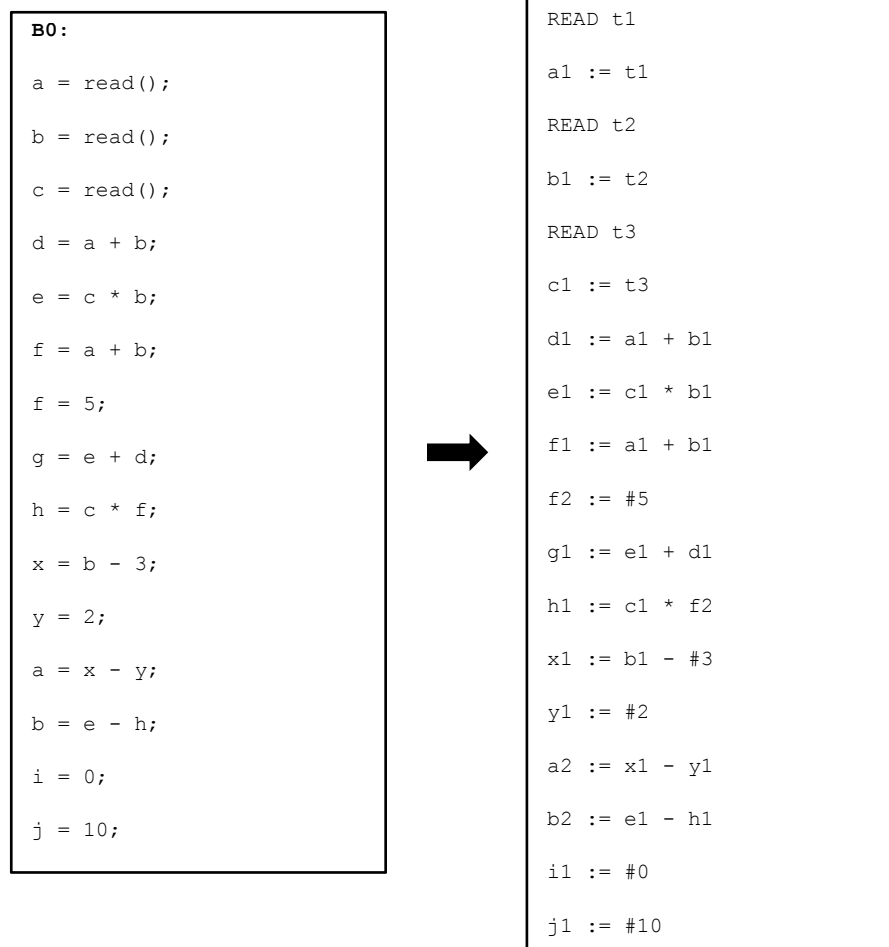 B0:
a = read();
b = read();
c = read();
d = a + b;
e = c * b;
f = a + b;
f = 5;
g = e + d;
h = c * f;
x = b - 3;
y = 2;
a = x - y;
b = e - h;
i = 0;
j = 10;
READ t1
a1 := t1
READ t2
b1 := t2
READ t3
c1 := t3
d1 := a1 + b1
e1 := c1 * b1
f1 := a1 + b1
f2 := #5
g1 := e1 + d1
h1 := c1 * f2
x1 := b1 - #3
y1 := #2
a2 := x1 - y1
b2 := e1 - h1
i1 := #0
j1 := #10